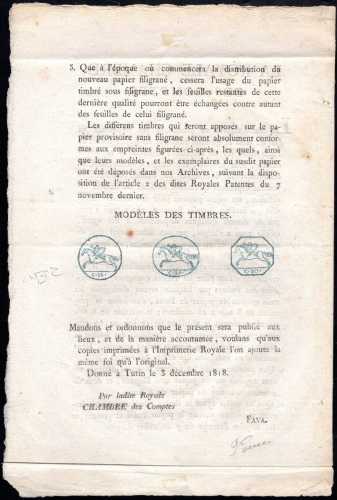 3. Que à l'époque où commencera la distribution du
nouveau papier filigrané, cessera l'usage du papier
timbré sous filigrane, et les feuilles restantes de cette
dernière qualité pourront être échangées contre autant
des feuilles de celui filigrané.
Les différens timbres qui seront apposés sur le pa-
pier provisoire sans filigrane seront absolument confor-
mes aux empreintes figurées ci-après, les quels, ainsi
que leurs modèles, et les exemplaires du susdit papier
ont été déposés dans nos Archives, suivant la dispo-
sition de l'article 2 des dites Royales Patentes du 7
novembre dernier.
MODÈLES DES TIMBRES.
C. 15
C. 50
Mandons et ordonnons que le présent sera publié aux
lieux, et de la manière accoutumée, voulans qu'aux
copies imprimées à l'Imprimerie Royale l'on ajoute la
même foi qu'à l'original.
Donné à Turin le 3 décembre 1818.
Par ladite Royale
CHAMBRE des Comptes
FAVA.